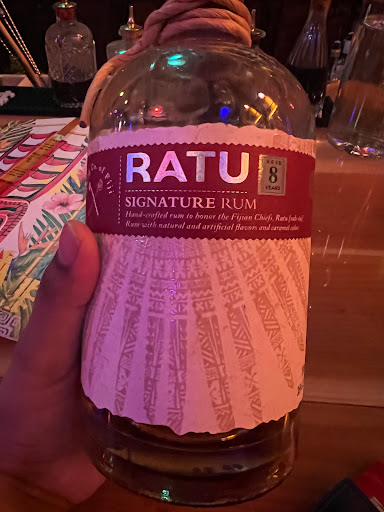 RATU
AGED
8
YEARS
SIGNATURE RUM
Hand-crafted rum to honor the Fijian Chiefs, Ratu
Rum with natural and artificial flavors and caramel color